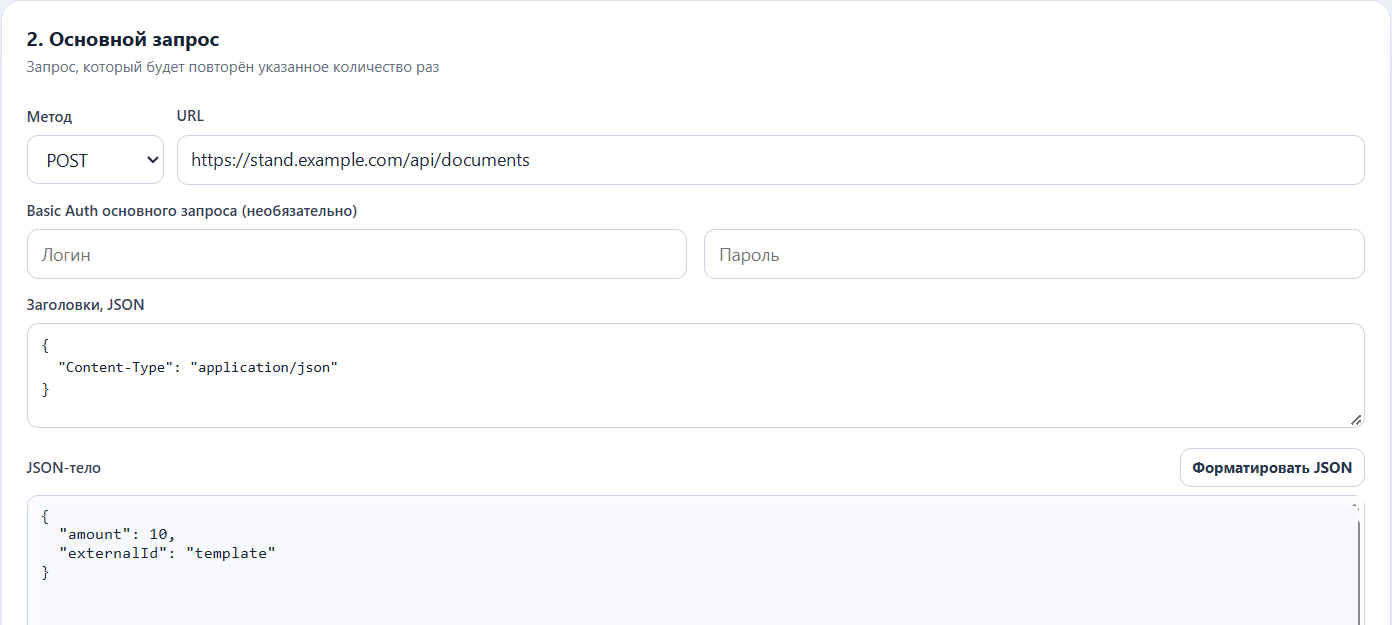 2. Основной запрос
Запрос, который будет повторён указанное количество раз
Метод
URL
POST
https://stand.example.com/api/documents
Basic Auth основного запроса (необязательно)
Логин
Пароль
Заголовки, JSON
{
  "Content-Type": "application/json"
}
JSON-тело
Форматировать JSON
{
  "amount": 10,
  "externalId": "template"
}